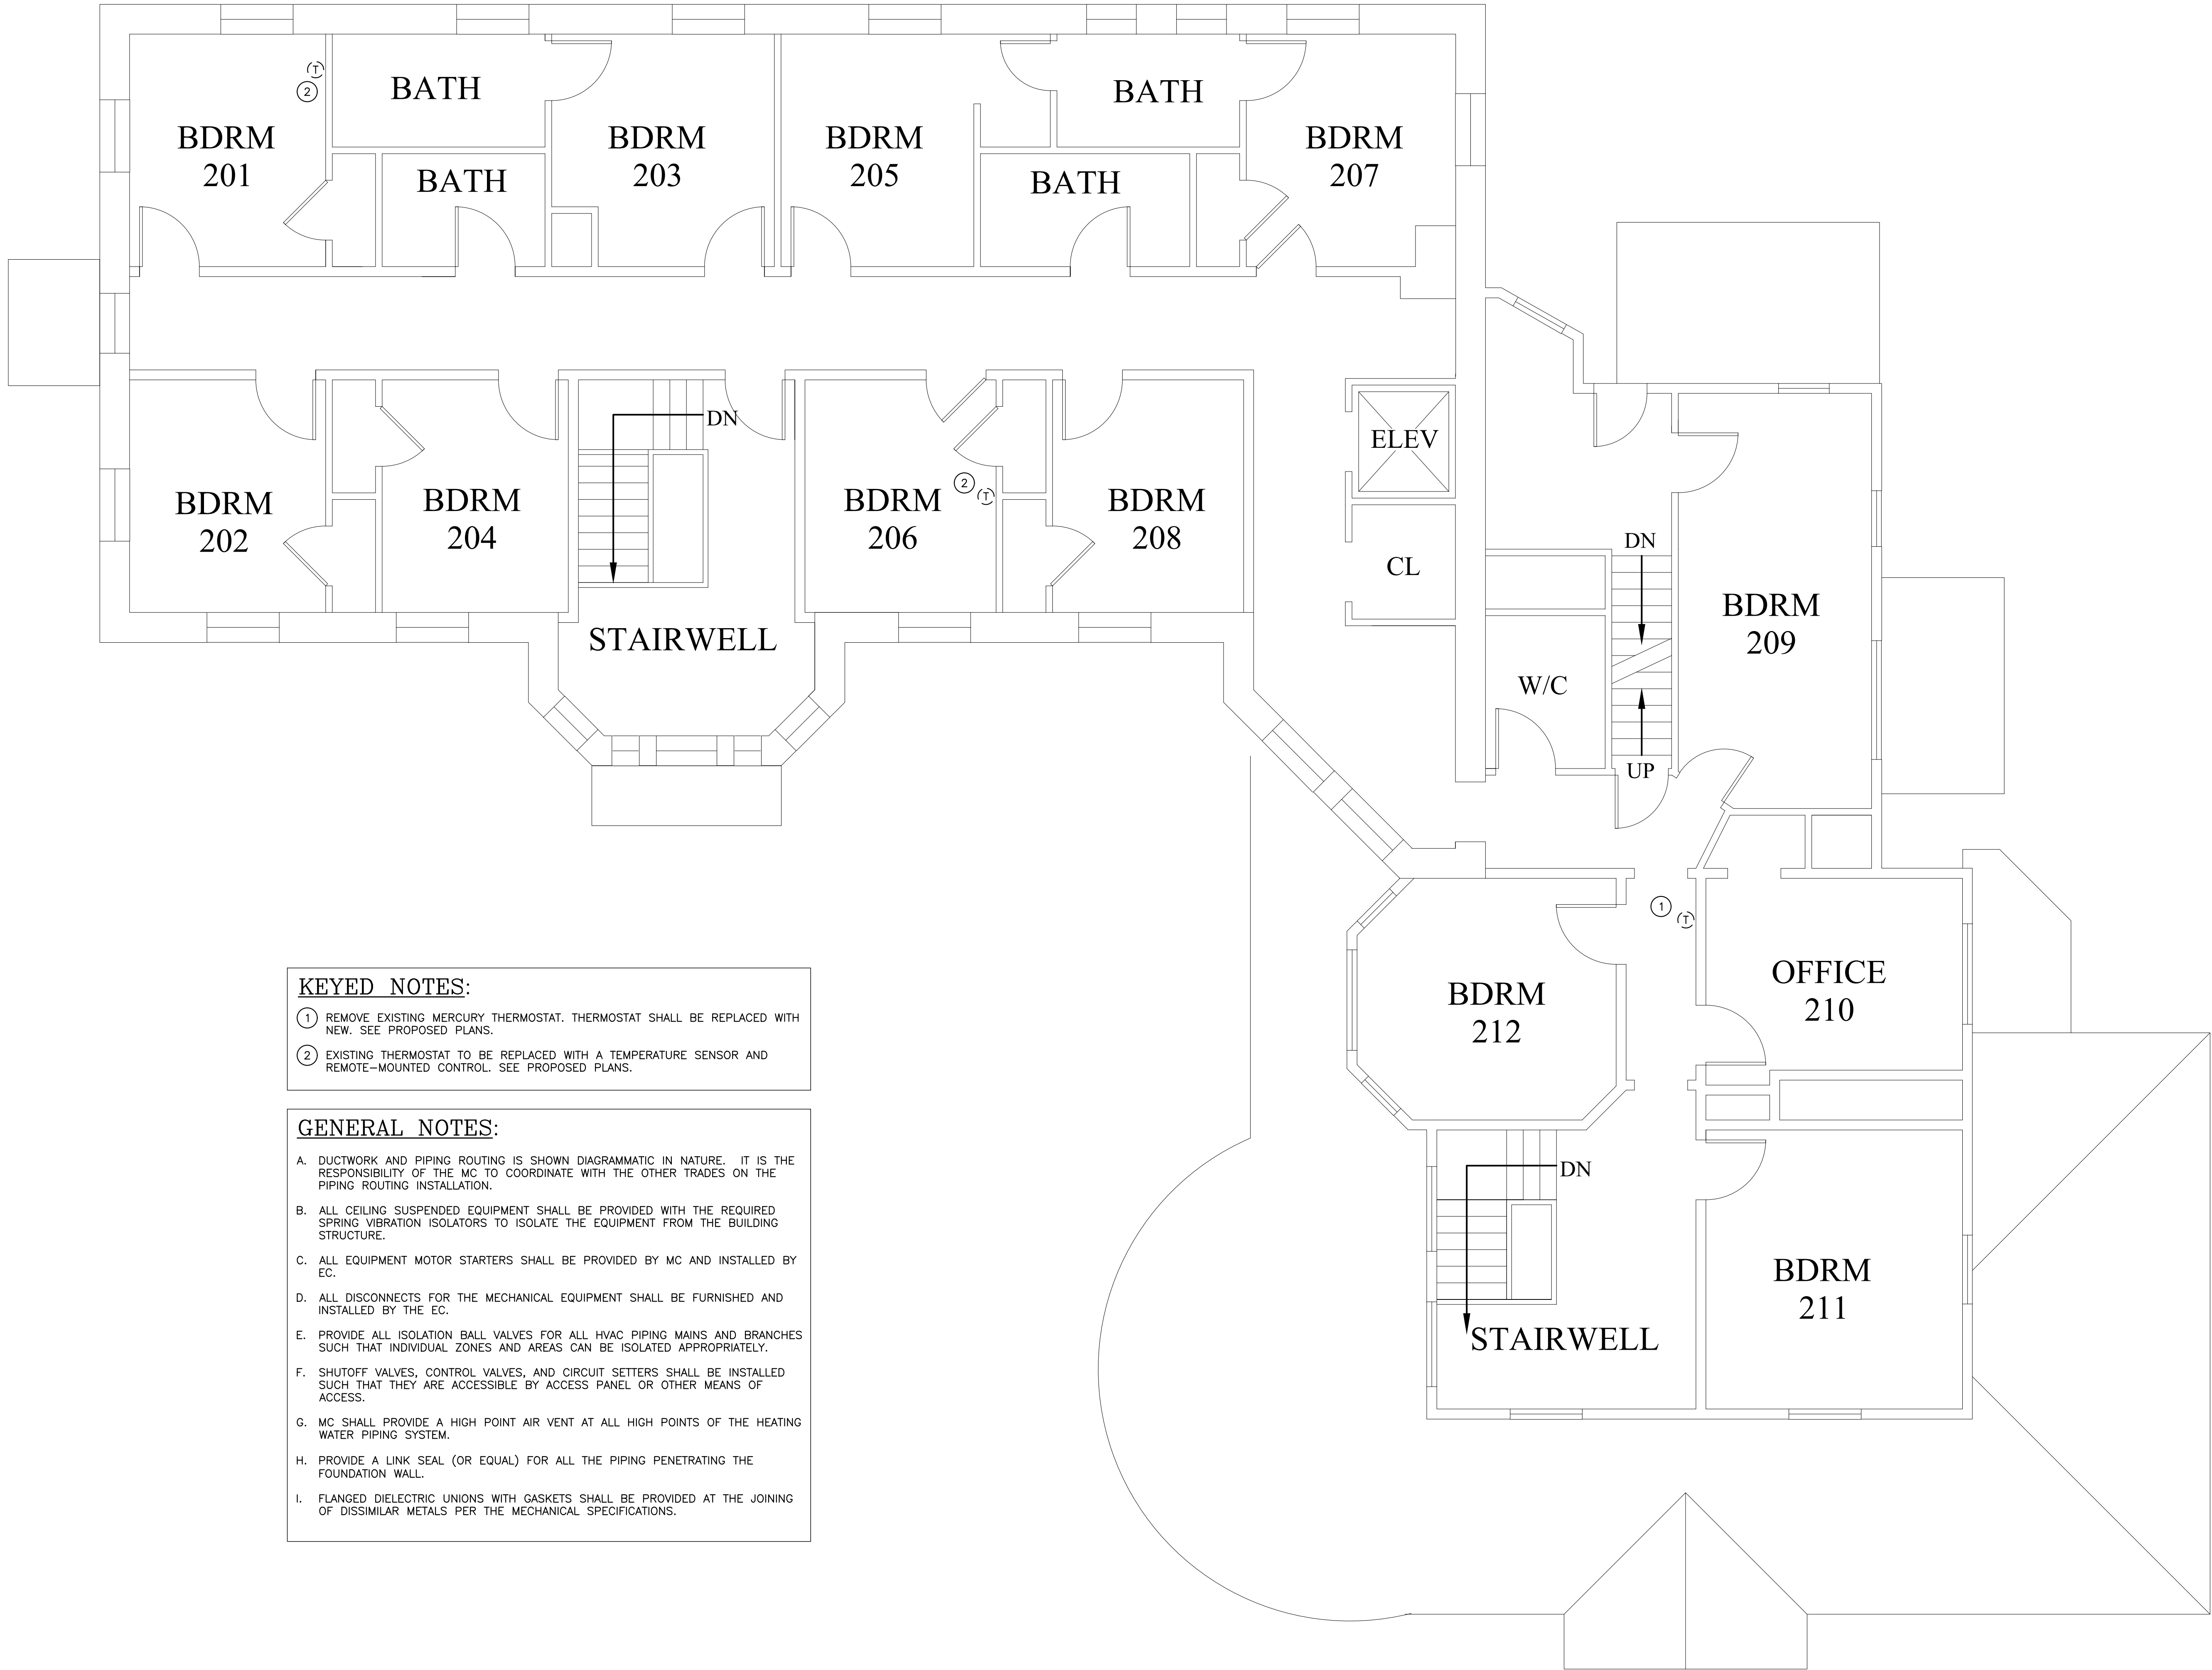 BATH
BATH
BDRM
201
BDRM
203
BDRM
205
BDRM
207
BATH
BATH
T
2
DN
ELEV
BDRM
202
BDRM
204
BDRM
206
BDRM
208
2
T
CL
DN
BDRM
209
STAIRWELL
W/C
UP
1
T
OFFICE
210
BDRM
212
DN
BDRM
211
STAIRWELL
KEYED NOTES:
1 REMOVE EXISTING MERCURY THERMOSTAT. THERMOSTAT SHALL BE REPLACED WITH
NEW. SEE PROPOSED PLANS.
2 EXISTING THERMOSTAT TO BE REPLACED WITH A TEMPERATURE SENSOR AND
REMOTE-MOUNTED CONTROL. SEE PROPOSED PLANS.
GENERAL NOTES:
A. DUCTWORK AND PIPING ROUTING IS SHOWN DIAGRAMMATIC IN NATURE. IT IS THE
RESPONSIBILITY OF THE MC TO COORDINATE WITH THE OTHER TRADES ON THE
PIPING ROUTING INSTALLATION.
B. ALL CEILING SUSPENDED EQUIPMENT SHALL BE PROVIDED WITH THE REQUIRED
SPRING VIBRATION ISOLATORS TO ISOLATE THE EQUIPMENT FROM THE BUILDING
STRUCTURE.
C. ALL EQUIPMENT MOTOR STARTERS SHALL BE PROVIDED BY MC AND INSTALLED BY
EC.
D. ALL DISCONNECTS FOR THE MECHANICAL EQUIPMENT SHALL BE FURNISHED AND
INSTALLED BY THE EC.
E. PROVIDE ALL ISOLATION BALL VALVES FOR ALL HVAC PIPING MAINS AND BRANCHES
SUCH THAT INDIVIDUAL ZONES AND AREAS CAN BE ISOLATED APPROPRIATELY.
F. SHUTOFF VALVES, CONTROL VALVES, AND CIRCUIT SETTERS SHALL BE INSTALLED
SUCH THAT THEY ARE ACCESSIBLE BY ACCESS PANEL OR OTHER MEANS OF
ACCESS.
G. MC SHALL PROVIDE A HIGH POINT AIR VENT AT ALL HIGH POINTS OF THE HEATING
WATER PIPING SYSTEM.
H. PROVIDE A LINK SEAL (OR EQUAL) FOR ALL THE PIPING PENETRATING THE
FOUNDATION WALL.
I. FLANGED DIELECTRIC UNIONS WITH GASKETS SHALL BE PROVIDED AT THE JOINING
OF DISSIMILAR METALS PER THE MECHANICAL SPECIFICATIONS.